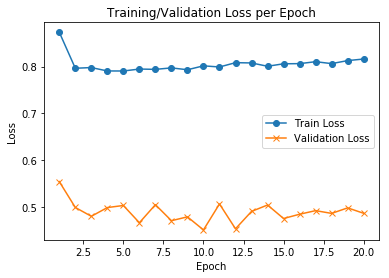 Training/Validation Loss per Epoch
Loss
0.8
0.7
0.6
0.5
Train Loss
Validation Loss
2.5 5.0 7.5 10.0 12.5 15.0 17.5 20.0
Epoch